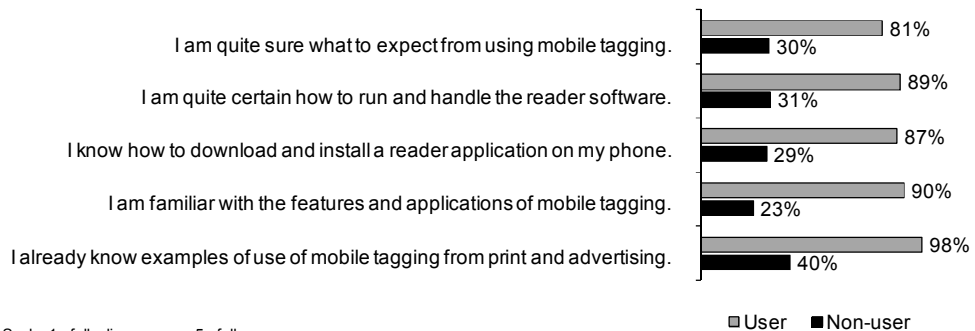 I am quite sure what to expect from using mobile tagging.
81%
30%
I am quite certain how to run and handle the reader software.
89%
31%
I know how to download and install a reader application on my phone.
87%
29%
I am familiar with the features and applications of mobile tagging.
90%
23%
I already know examples of use of mobile tagging from print and advertising.
98%
40%
User Non-user